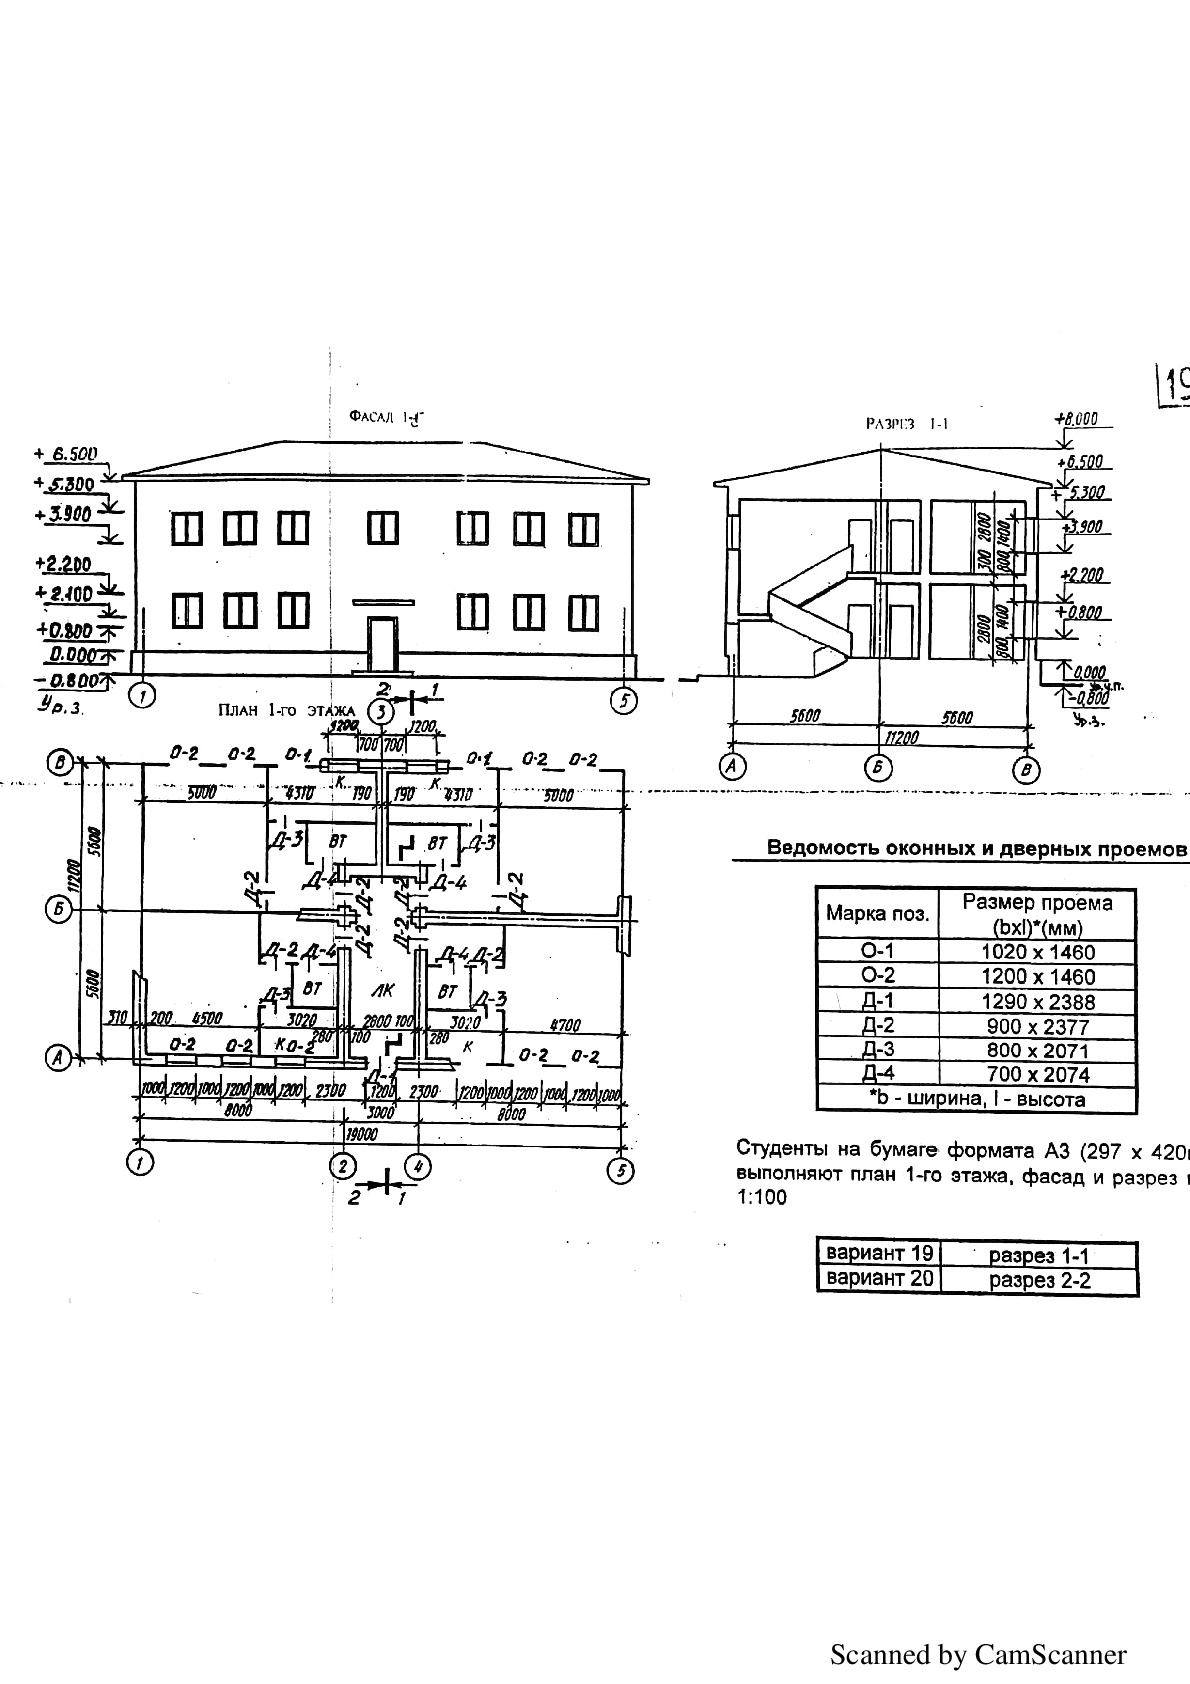 19
ФАСАД 1-5
+ 6.500
+ 5.300
+ 3.900
+2.200
+ 2.100
+0.800
0.000
- 0.800
Ур.З.
1
5
РАЗРЕЗ 1-1
+8.000
+6.500
+ 5.300
+3.900
+2.200
+0.800
0,000
Ур.ч.п.
-0,800
Ур.з.
300 2800
800 1400
2800
800 1400
5600
5600
11200
А
Б
В
ПЛАН 1-ГО ЭТАЖА
3
2 1
1200
1200
700 700
В
О-2 О-2 О-1
О-1 О-2 О-2
К
К
5000
4310
190
190
4310
5000
5600
11200
Д-3
ВТ
ВТ
Д-3
Д-4
Д-4
Д-2
Д-2
Д-2
Д-2
Б
Д-2
Д-2
Д-2
Д-4
Д-4
Д-2
5600
Д-3
ВТ
ЛК
ВТ
Д-3
310
200
4500
3020
2600
100
3020
4700
280
100
280
О-2
О-2
К
О-2
К
О-2
О-2
А
Д-1
1000 1200 1000 1200 1000 1200 2300 1200 2300 1200 1000 1200 1000 1200 1000
8000
3000
8000
19000
1
2
4
5
2 1
Ведомость оконных и дверных проемов
Марка поз.
Размер проема
(bxl)*(мм)
О-1 1020 x 1460
О-2 1200 x 1460
Д-1 1290 x 2388
Д-2 900 x 2377
Д-3 800 x 2071
Д-4 700 x 2074
*b - ширина, l - высота
Студенты на бумаге формата А3 (297 х 420
выполняют план 1-го этажа, фасад и разрез
1:100
вариант 19 разрез 1-1
вариант 20 разрез 2-2
Scanned by CamScanner